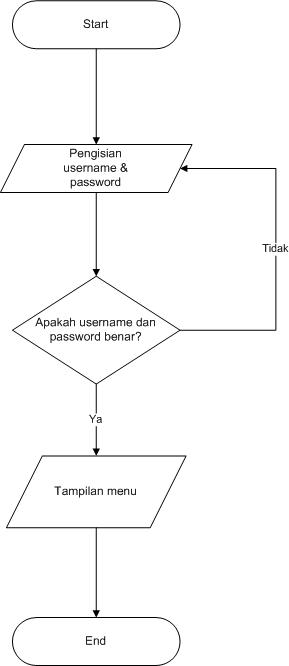 Start
Pengisian
username &
password
Tidak
Apakah username dan
password benar?
Ya
Tampilan menu
End